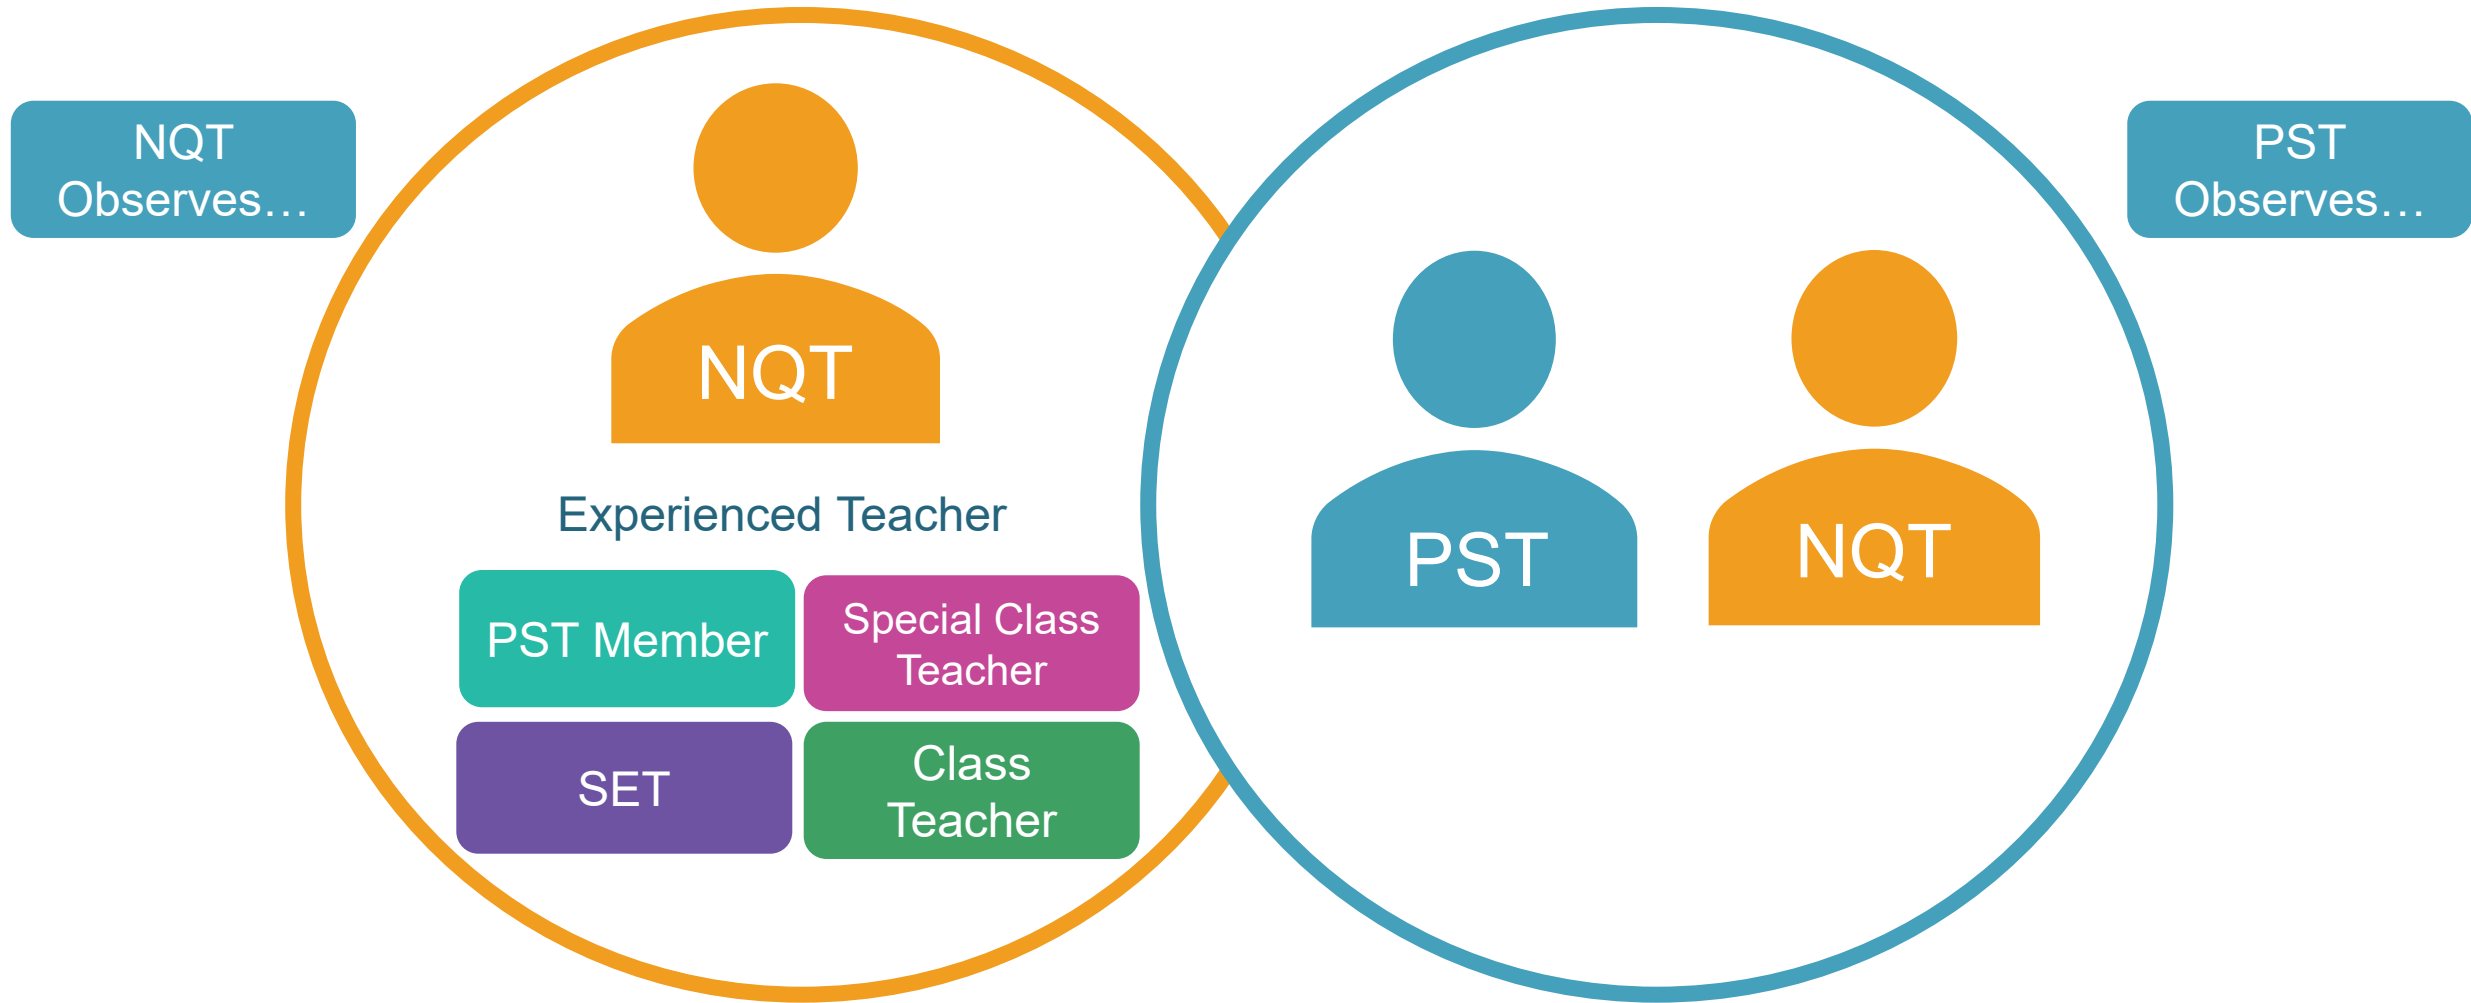 NQT
Observes…
NQT
Experienced Teacher
PST Member
Special Class
Teacher
SET
Class
Teacher
PST
Observes…
PST
NQT